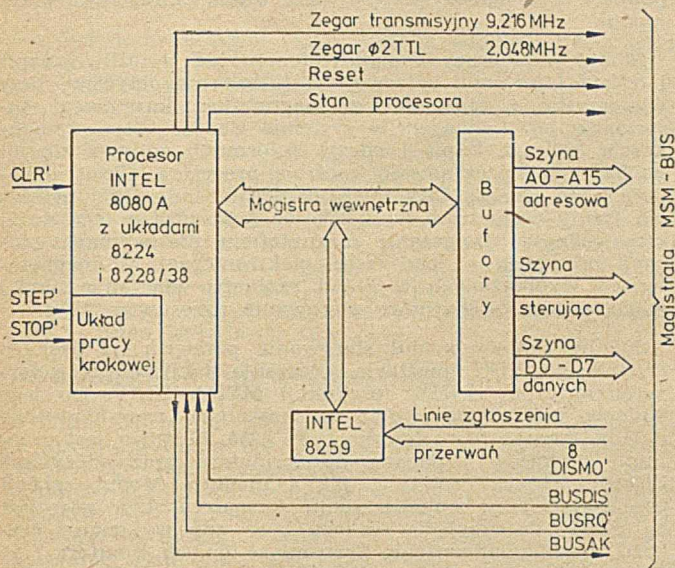 Zegar transmisyjny 9,216 MHz
Zegar ϕ2TTL 2,048MHz
Reset
Stan procesora
CLR'
STEP'
STOP'
Procesor
INTEL
8080 A
z układami
8224
i 8228/38
Układ
pracy
krokowej
Magistra wewnętrzna
Bufory
Szyna
A0-A15
adresowa
Szyna
sterująca
Szyna
D0-D7
danych
INTEL
8259
Linie zgłoszenia
przerwań 8
DISMO'
BUSDIS'
BUSRQ'
BUSAK
Magistrala MSM-BUS